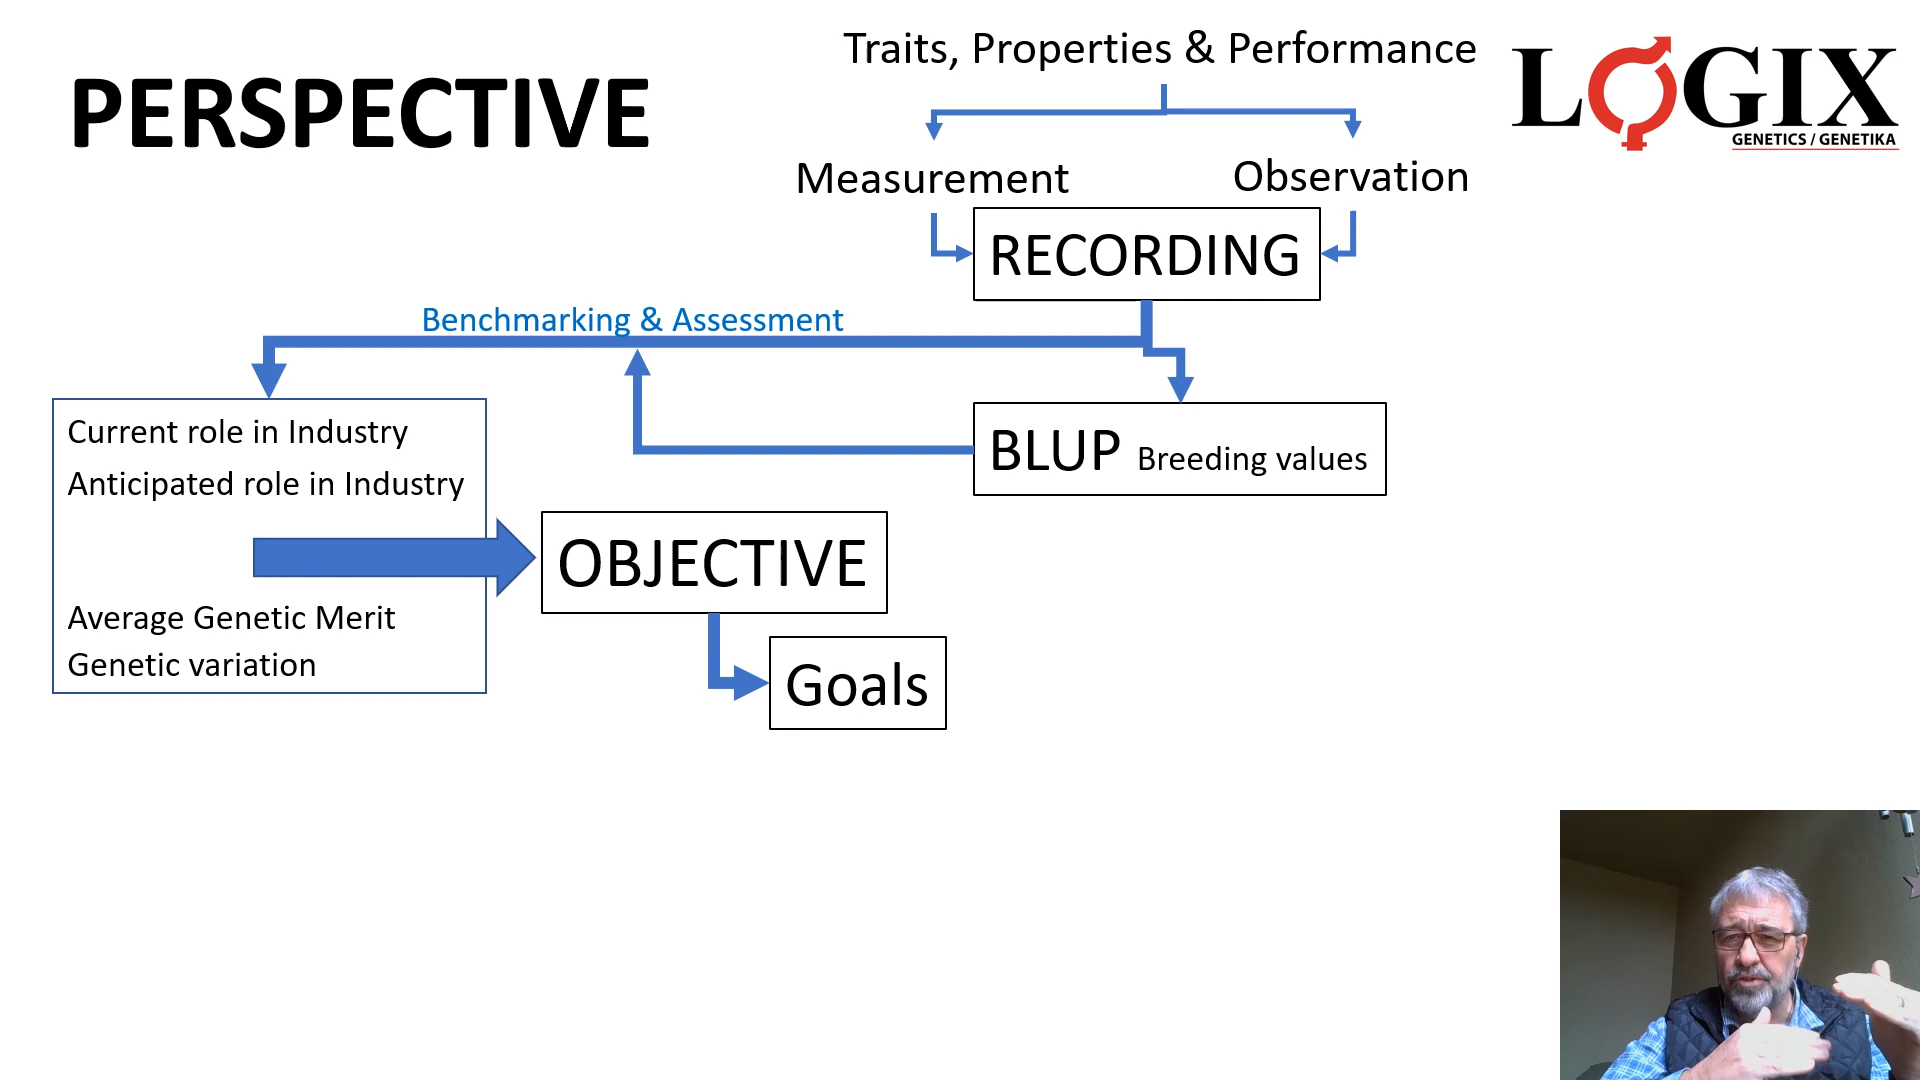 PERSPECTIVE
Traits, Properties & Performance
LOGIX
GENETICS / GENETIKA
Measurement
Observation
RECORDING
Benchmarking & Assessment
Current role in Industry
Anticipated role in Industry
Average Genetic Merit
Genetic variation
BLUP Breeding values
OBJECTIVE
Goals